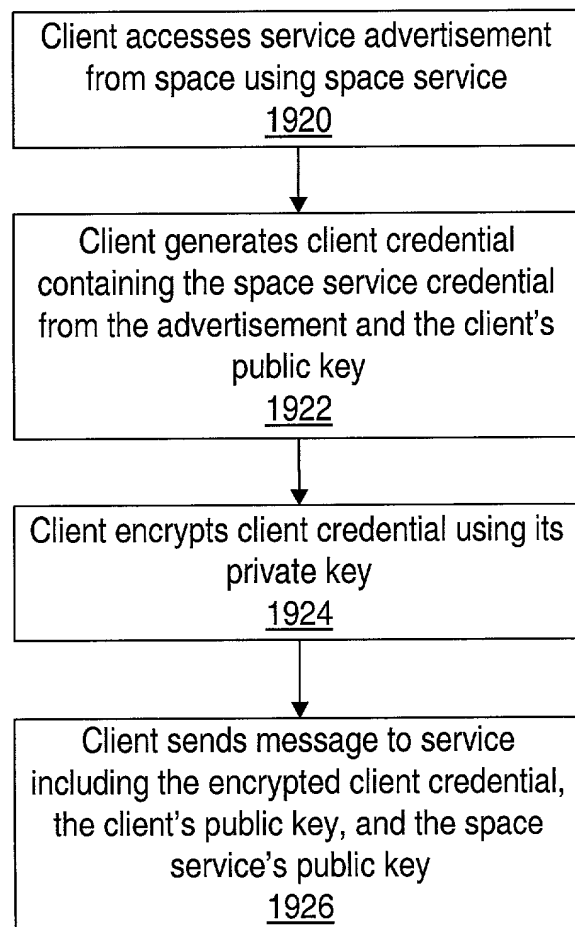 Client accesses service advertisement
from space using space service
1920
Client generates client credential
containing the space service credential
from the advertisement and the client's
public key
1922
Client encrypts client credential using its
private key
1924
Client sends message to service
including the encrypted client credential,
the client's public key, and the space
service's public key
1926